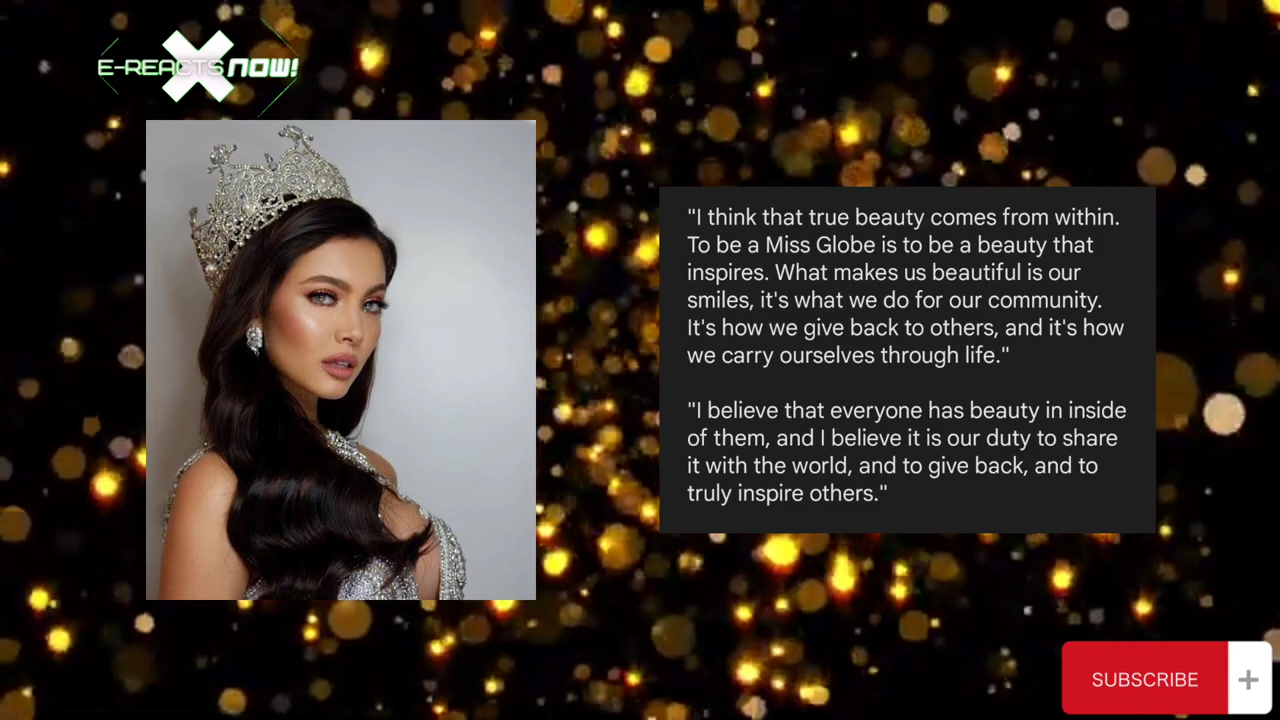 E-REACTS NOW!
"I think that true beauty comes from within.
To be a Miss Globe is to be a beauty that
inspires. What makes us beautiful is our
smiles, it's what we do for our community.
It's how we give back to others, and it's how
we carry ourselves through life."
"I believe that everyone has beauty in inside
of them, and I believe it is our duty to share
it with the world, and to give back, and to
truly inspire others."
SUBSCRIBE +